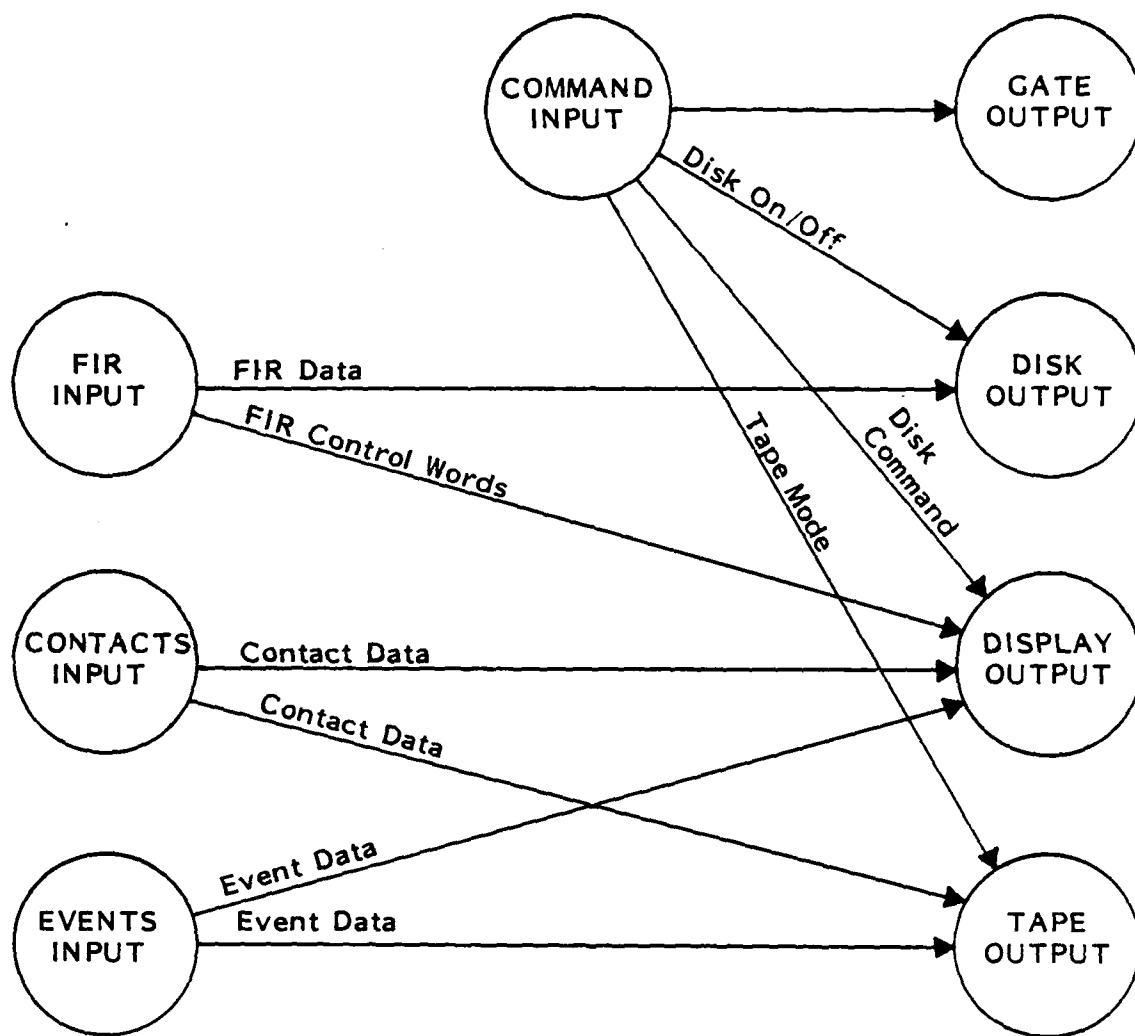 COMMAND
INPUT
GATE
OUTPUT
Disk On/Off
FIR
INPUT
FIR Data
FIR Control Words
DISK
OUTPUT
Disk
Command
Tape Mode
CONTACTS
INPUT
Contact Data
Contact Data
DISPLAY
OUTPUT
Event Data
Event Data
EVENTS
INPUT
TAPE
OUTPUT